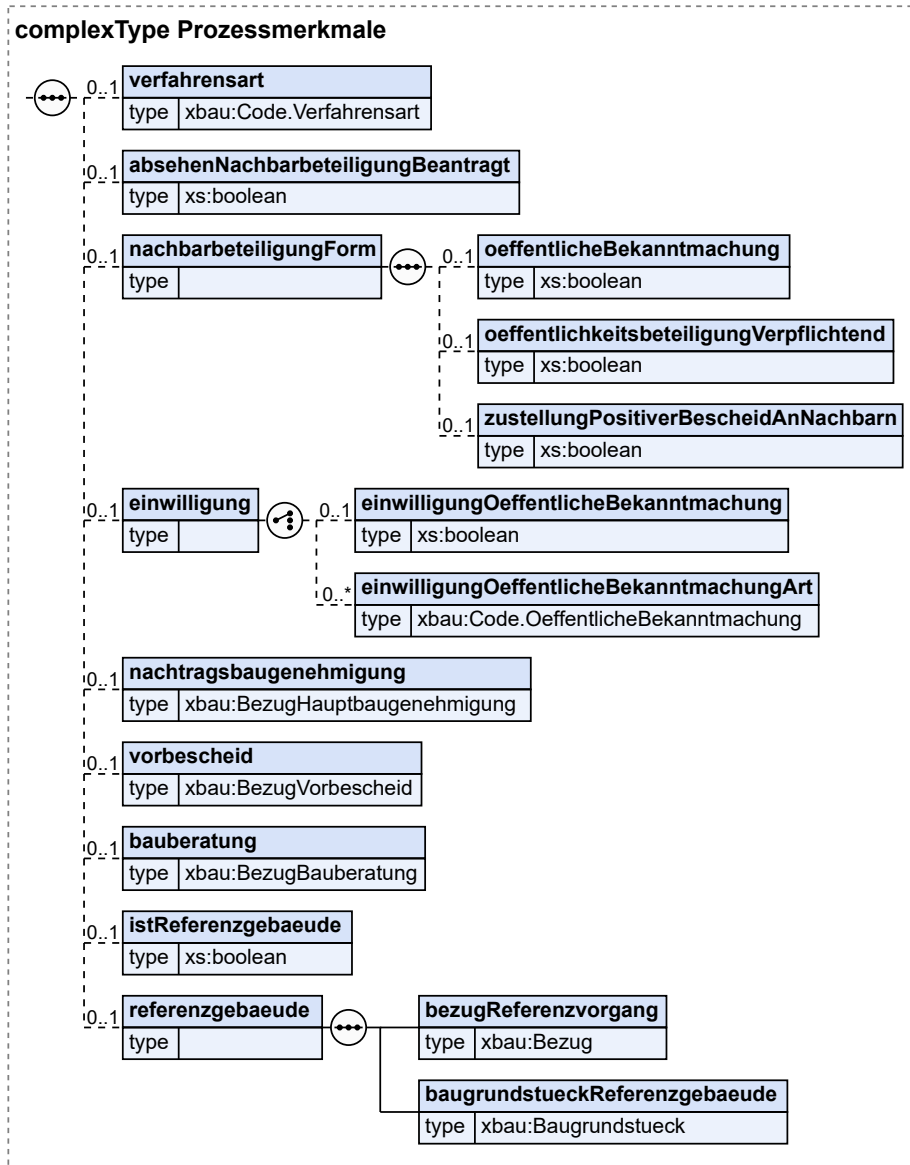 complexType Prozessmerkmale
0..1 verfahrensart
type xbau:Code.Verfahrensart
0..1 absehenNachbarbeteiligungBeantragt
type xs:boolean
0..1 nachbarbeteiligungForm 0..1 oeffentlicheBekanntmachung
type type xs:boolean
0..1 oeffentlichkeitsbeteiligungVerpflichtend
type xs:boolean
0..1 zustellungPositiverBescheidAnNachbarn
type xs:boolean
0..1 einwilligung 0..1 einwilligungOeffentlicheBekanntmachung
type type xs:boolean
0..* einwilligungOeffentlicheBekanntmachungArt
type xbau:Code.OeffentlicheBekanntmachung
0..1 nachtragsbaugenehmigung
type xbau:BezugHauptbaugenehmigung
0..1 vorbescheid
type xbau:BezugVorbescheid
0..1 bauberatung
type xbau:BezugBauberatung
0..1 istReferenzgebaeude
type xs:boolean
0..1 referenzgebaeude bezugReferenzvorgang
type type xbau:Bezug
baugrundstueckReferenzgebaeude
type xbau:Baugrundstueck